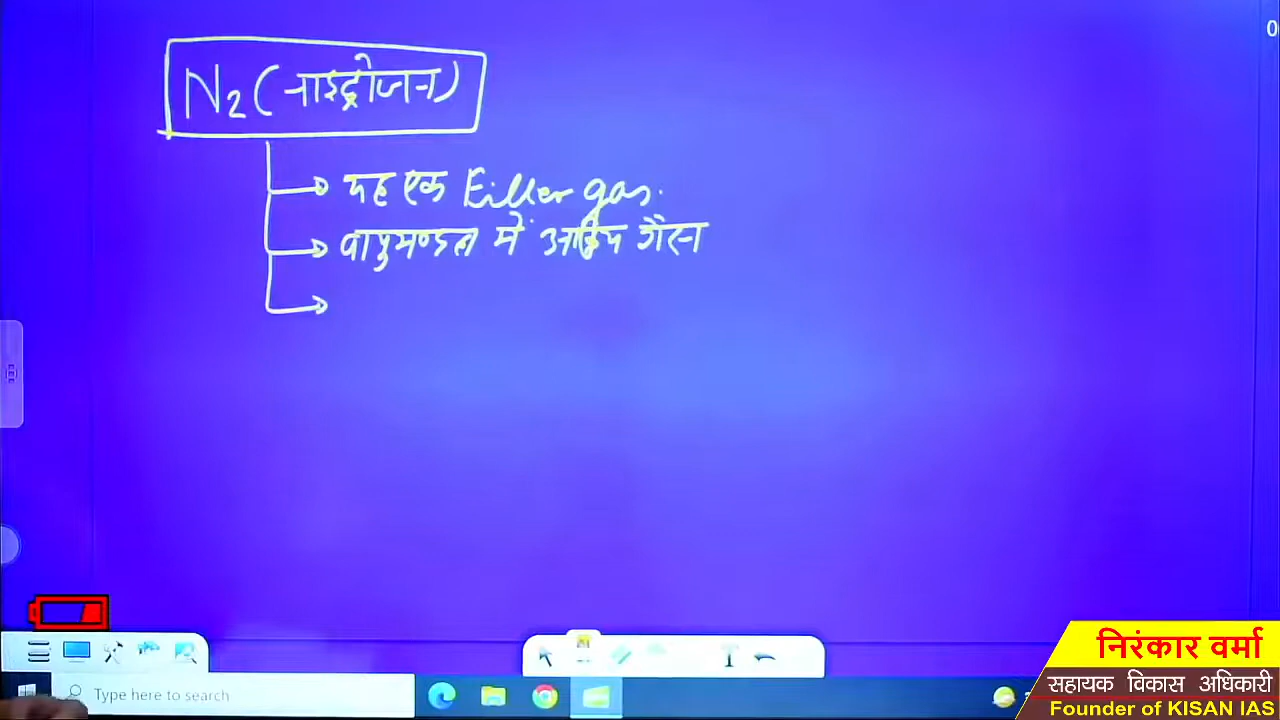 N2 (नाइट्रोजन)
यह एक Filler gas.
वायुमण्डल में अक्रिय गैस
Type here to search
निरंकार वर्मा
सहायक विकास अधिकारी
Founder of KISAN IAS